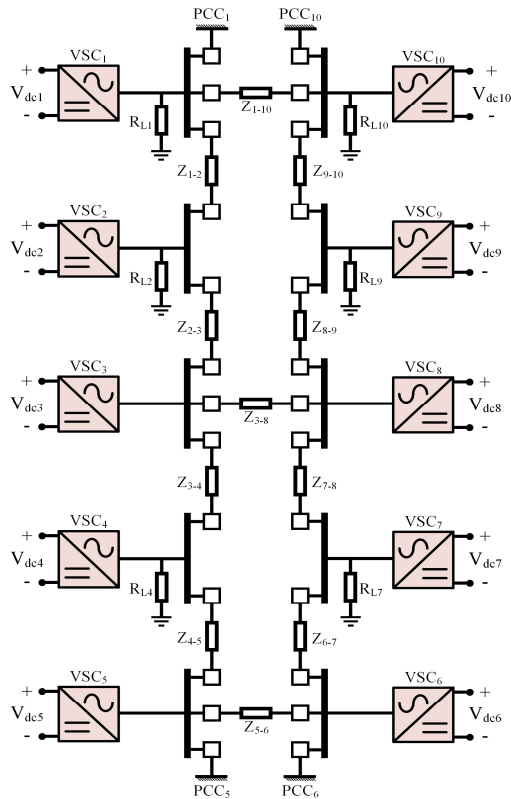 PCC1 PCC10
VSC1 VSC10
+ +
Vdc1 RL1 Z1-10 RL10 Vdc10
- -
Z1-2 Z9-10
VSC2 VSC9
+ +
Vdc2 RL2 RL9 Vdc9
- -
Z2-3 Z8-9
VSC3 VSC8
+ +
Vdc3 Z3-8 Vdc8
- -
Z3-4 Z7-8
VSC4 VSC7
+ +
Vdc4 RL4 RL7 Vdc7
- -
Z4-5 Z6-7
VSC5 VSC6
+ +
Vdc5 Z5-6 Vdc6
- -
PCC5 PCC6